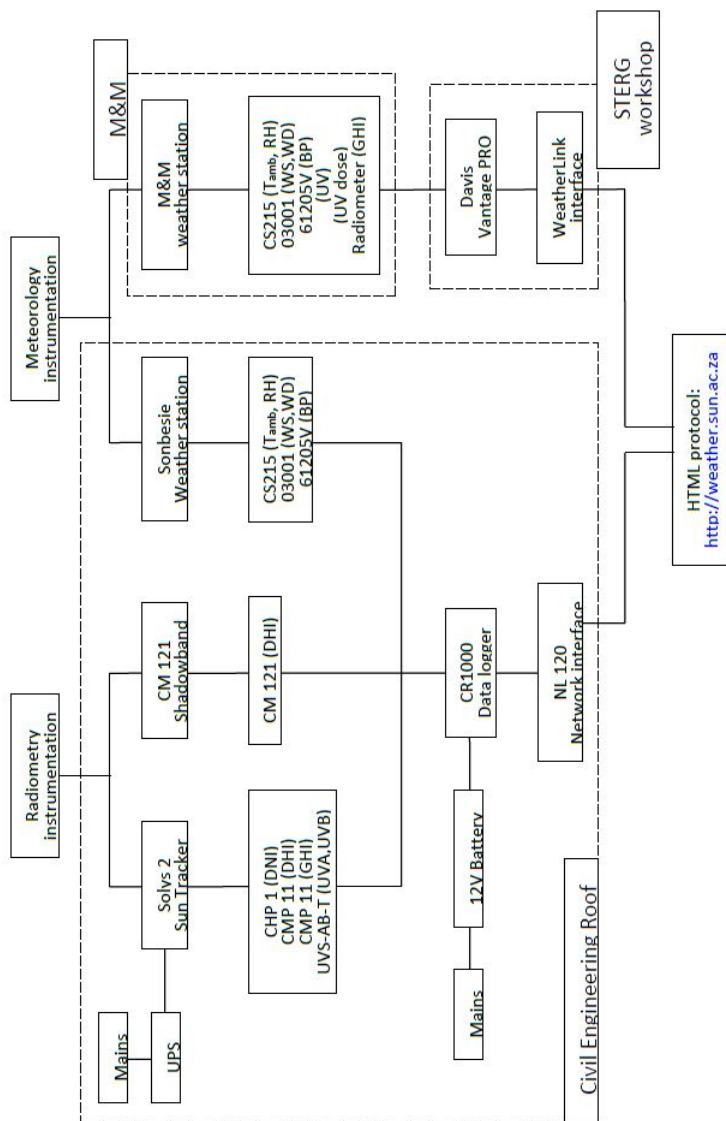 Radiometry
instrumentation
Meteorology
instrumentation
M&M
Mains
UPS
Solys 2
Sun Tracker
CM 121
Shadowband
Sonbesie
Weather station
M&M
weather station
CHP 1 (DNI)
CMP 11 (DHI)
CMP 11 (GHI)
UVS-AB-T (UVA,UVB)
CM 121 (DHI)
CS215 (Tamb, RH)
03001 (WS,WD)
61205V (BP)
CS215 (Tamb, RH)
03001 (WS,WD)
61205V (BP)
(UV)
(UV dose)
Radiometer (GHI)
Mains
12V Battery
CR1000
Data logger
Davis
Vantage PRO
NL 120
Network interface
WeatherLink
interface
Civil Engineering Roof
STERG
workshop
HTML protocol:
http://weather.sun.ac.za